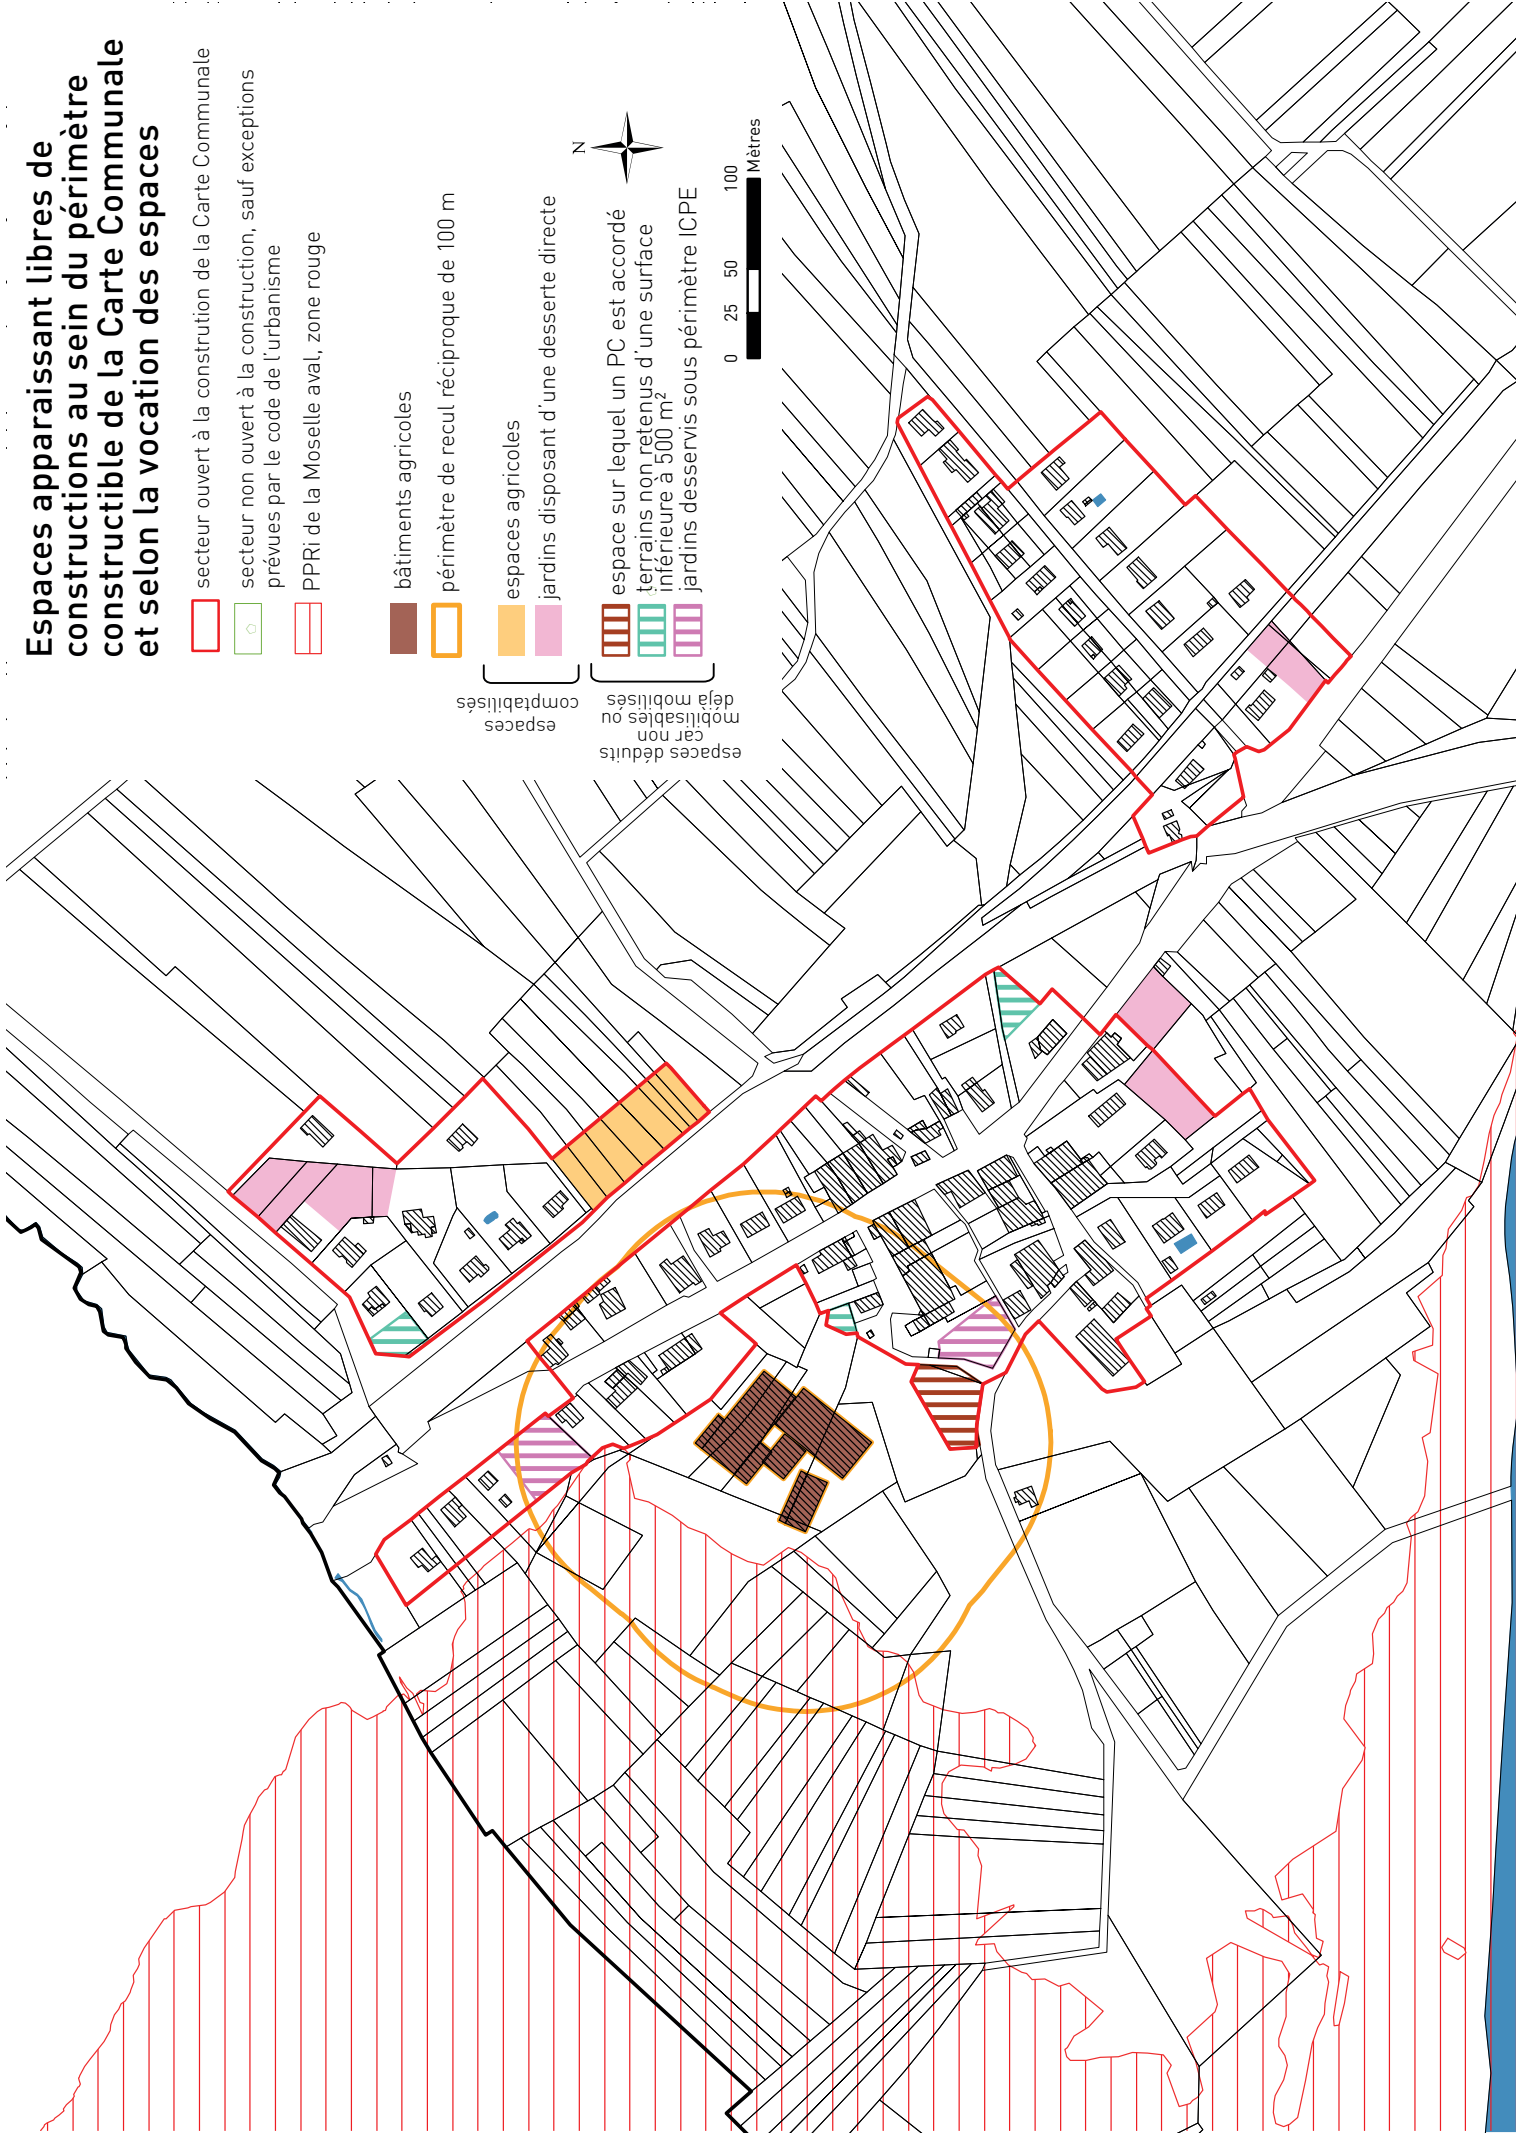 Espaces apparaissant libres de
constructions au sein du périmètre
constructible de la Carte Communale
et selon la vocation des espaces
secteur ouvert à la constrution de la Carte Communale
secteur non ouvert à la construction, sauf exceptions
prévues par le code de l'urbanisme
PPRi de la Moselle aval, zone rouge
bâtiments agricoles
périmètre de recul réciproque de 100 m
espaces
comptabilisés
espaces agricoles
jardins disposant d'une desserte directe
espaces déduits
car non
mobilisables ou
déjà mobilisés
espace sur lequel un PC est accordé
terrains non retenus d'une surface
inférieure à 500 m²
jardins desservis sous périmètre ICPE
N
0 25 50 100
Mètres